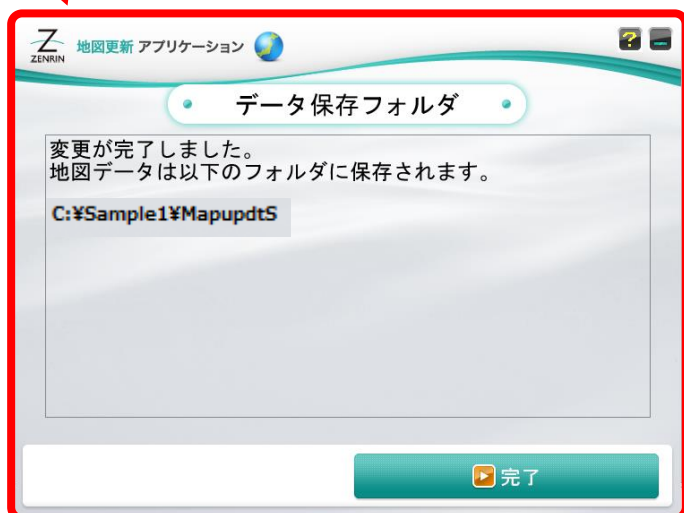 ZENRIN
地図更新 アプリケーション
?
データ保存フォルダ
変更が完了しました。
地図データは以下のフォルダに保存されます。
C:¥Sample1¥MapupdtS
完了